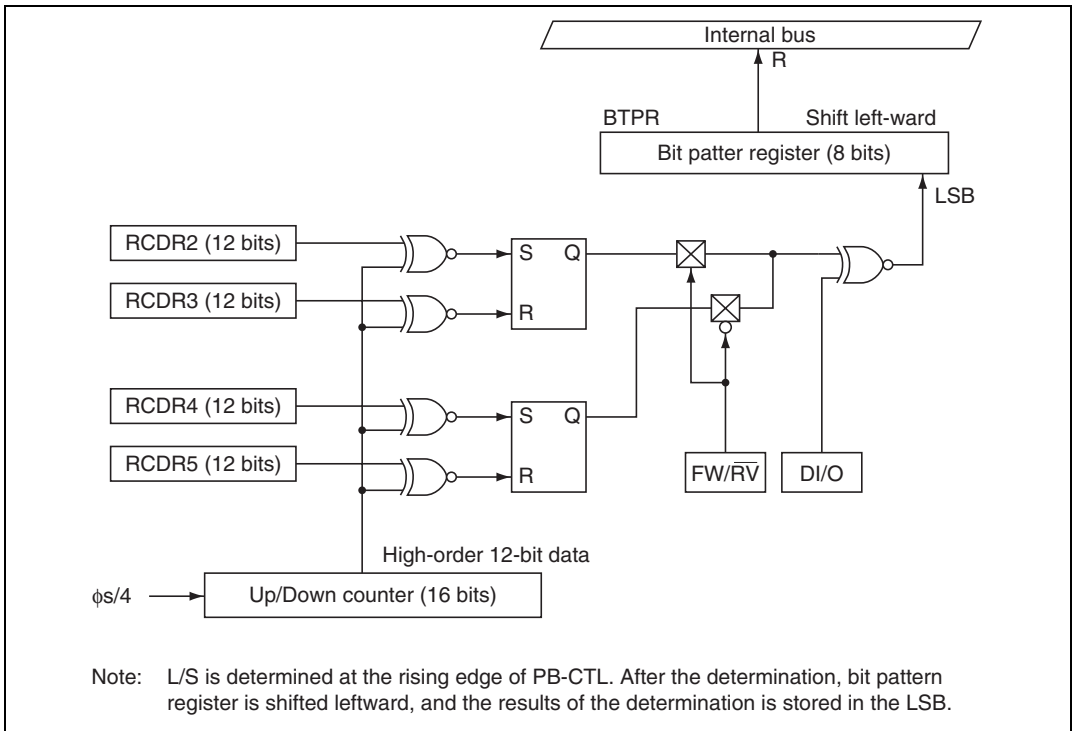 Internal bus
R
BTPR
Shift left-ward
Bit patter register (8 bits)
LSB
RCDR2 (12 bits)
S Q
RCDR3 (12 bits)
R
RCDR4 (12 bits)
S Q
RCDR5 (12 bits)
R
FW/R̅V̅
DI/O
High-order 12-bit data
ϕs/4
Up/Down counter (16 bits)
Note: L/S is determined at the rising edge of PB-CTL. After the determination, bit pattern
register is shifted leftward, and the results of the determination is stored in the LSB.